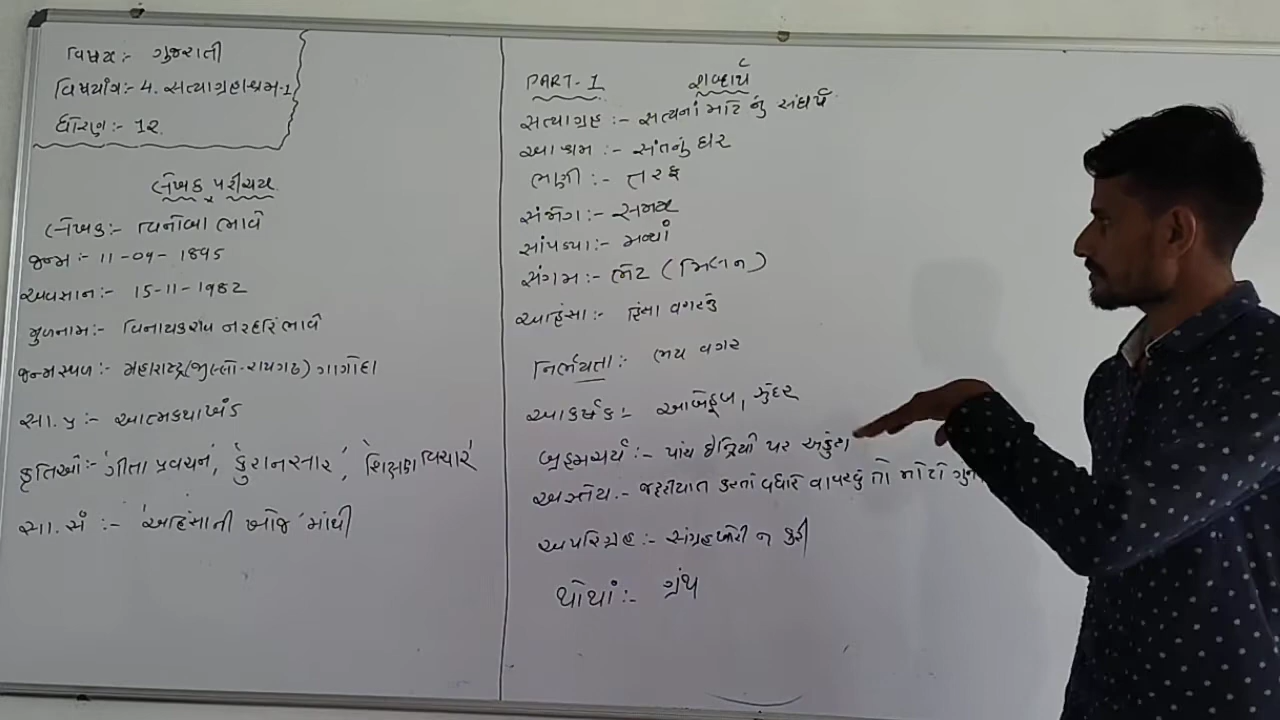 વિષય:- ગુજરાતી
વિષયાંગ:- 4. સત્યાગ્રહાશ્રમ-1
ધોરણ:- 12
લેખક પરીચય
લેખક:- વિનોબા ભાવે
જન્મ:- 11-09-1895
અવસાન:- 15-11-1982
મુળનામ:- વિનાયકરાવ નરહરિ ભાવે
જન્મસ્થળ:- મહારાષ્ટ્ર(જીલ્લો-રાયગઢ) ગાગોદા
સા. પ્ર:- આત્મકથાખંડ
કૃતિઓ:- 'ગીતા પ્રવચન', 'કુરાનસાર', 'શિક્ષણવિચાર'
સા. સં:- 'અહિંસાની ખોજ' માંથી
PART-1 શબ્દાર્થ
સત્યાગ્રહ:- સત્યનાં માટેનું સંઘર્ષ
આશ્રમ:- સંતનું ઘર
ભણી:- તરફ
સંજોગ:- સમય
સાંપડ્યા:- મળ્યાં
સંગમ:- ભેટ (મિલાન)
અહિંસા:- હિંસા વગરનું
નિર્ભયતા:- ભય વગર
આકર્ષક:- આબેહૂબ, સુંદર
બ્રહ્મચર્ય:- પાંચ ઈન્દ્રિયો પર અંકુશ
અસ્તેય:- જરૂરીયાત કરતાં વધારે વાપરવું તો મોટો
અપરિગ્રહ:- સંગ્રહખોરી ન કરવી
થોથાં:- ગ્રંથ